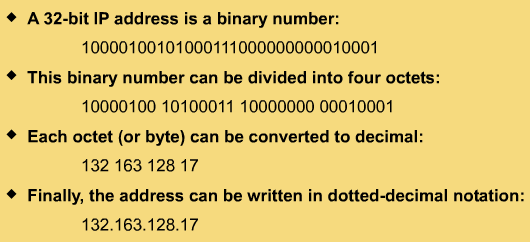 ◆ A 32-bit IP address is a binary number:
10000100101000111000000000010001
◆ This binary number can be divided into four octets:
10000100 10100011 10000000 00010001
◆ Each octet (or byte) can be converted to decimal:
132 163 128 17
◆ Finally, the address can be written in dotted-decimal notation:
132.163.128.17